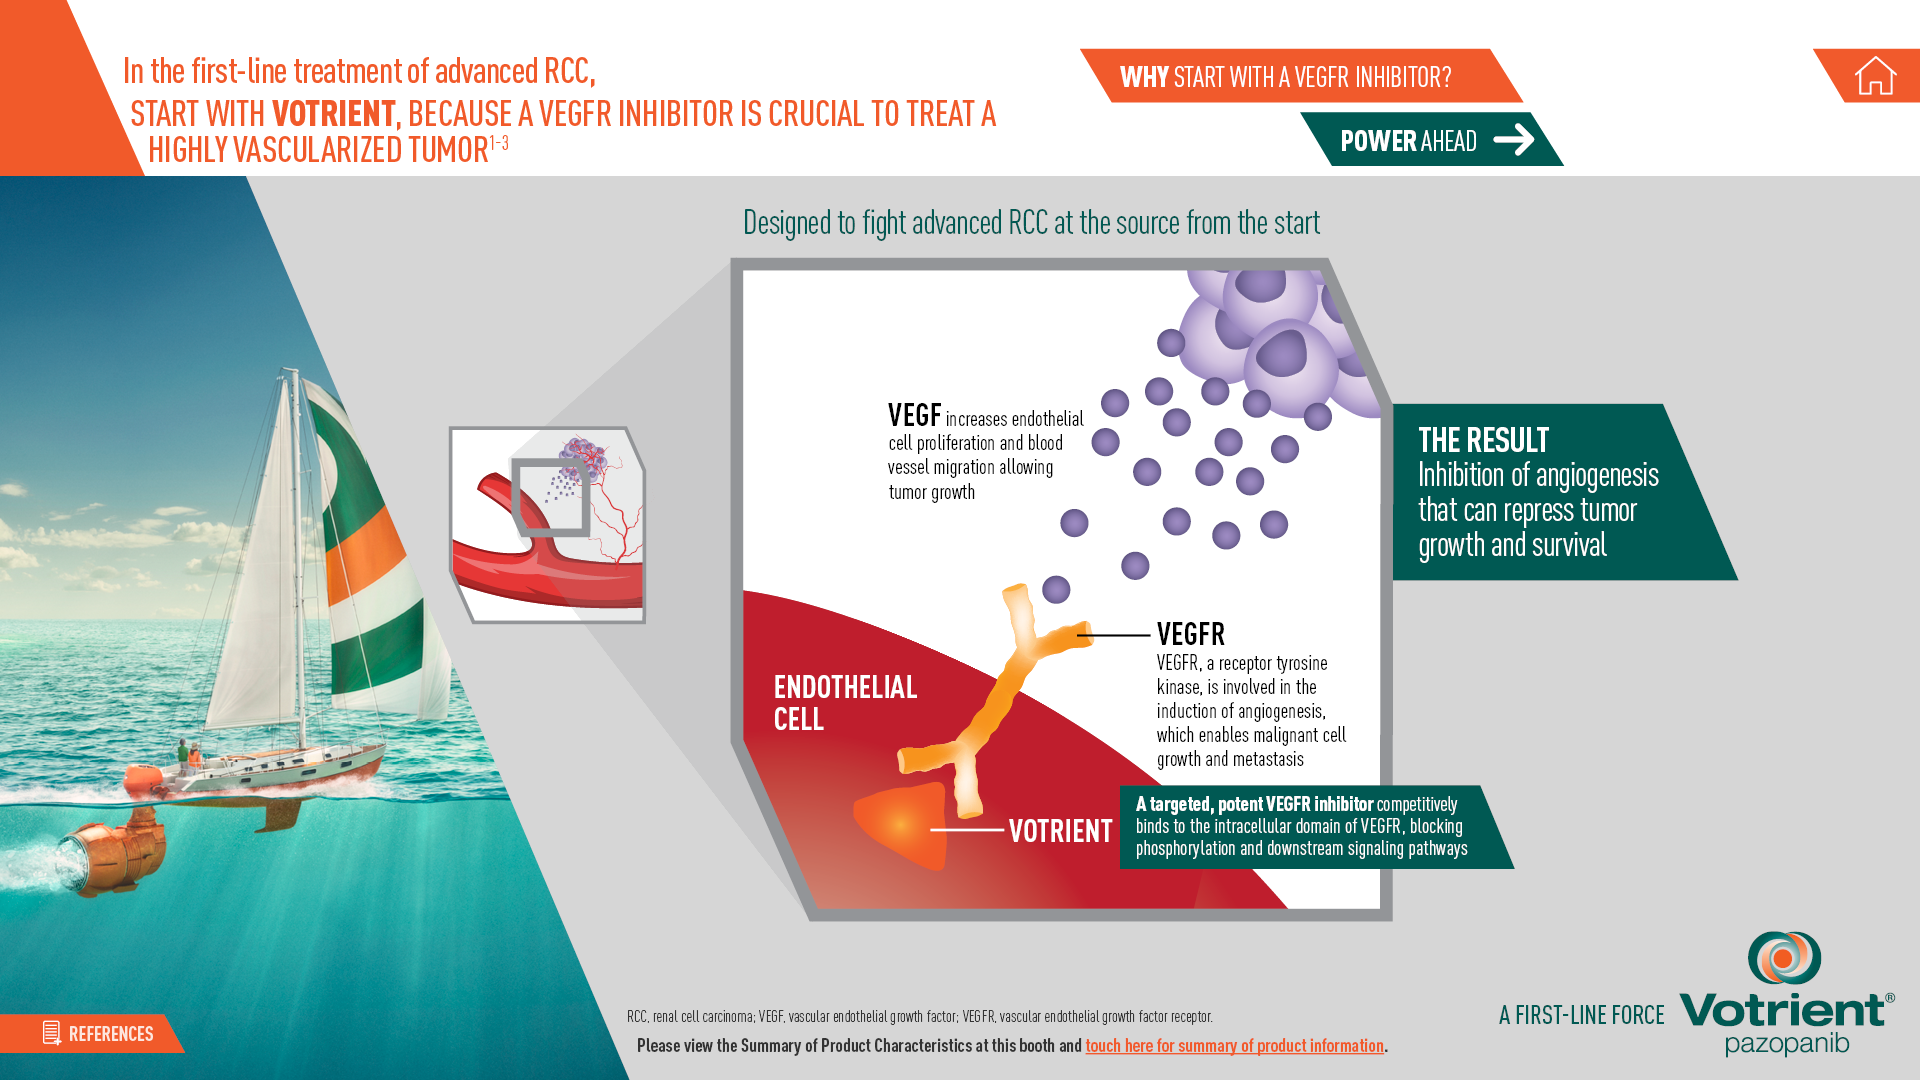 In the first-line treatment of advanced RCC,
START WITH VOTRIENT, BECAUSE A VEGFR INHIBITOR IS CRUCIAL TO TREAT A
HIGHLY VASCULARIZED TUMOR1-3
WHY START WITH A VEGFR INHIBITOR?
POWER AHEAD
Designed to fight advanced RCC at the source from the start
VEGF increases endothelial
cell proliferation and blood
vessel migration allowing
tumor growth
THE RESULT
Inhibition of angiogenesis
that can repress tumor
growth and survival
VEGFR
VEGFR, a receptor tyrosine
kinase, is involved in the
induction of angiogenesis,
which enables malignant cell
growth and metastasis
ENDOTHELIAL
CELL
VOTRIENT
A targeted, potent VEGFR inhibitor competitively
binds to the intracellular domain of VEGFR, blocking
phosphorylation and downstream signaling pathways
RCC, renal cell carcinoma; VEGF, vascular endothelial growth factor; VEGFR, vascular endothelial growth factor receptor.
Please view the Summary of Product Characteristics at this booth and touch here for summary of product information.
REFERENCES
A FIRST-LINE FORCE
Votrient®
pazopanib